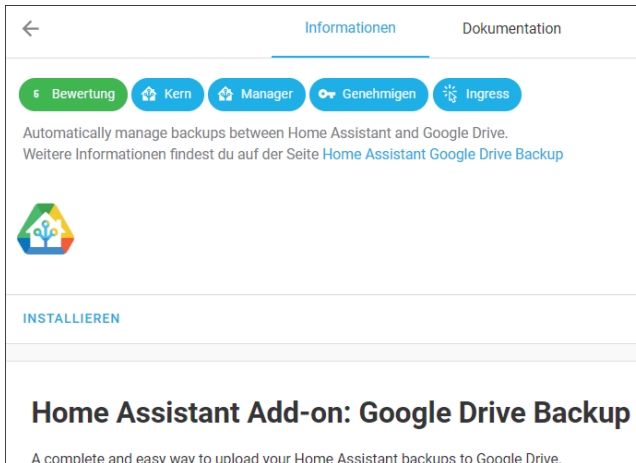 Informationen Dokumentation
6 Bewertung Kern Manager Genehmigen Ingress
Automatically manage backups between Home Assistant and Google Drive.
Weitere Informationen findest du auf der Seite Home Assistant Google Drive Backup
INSTALLIEREN
Home Assistant Add-on: Google Drive Backup
A complete and easy way to upload your Home Assistant backups to Google Drive.